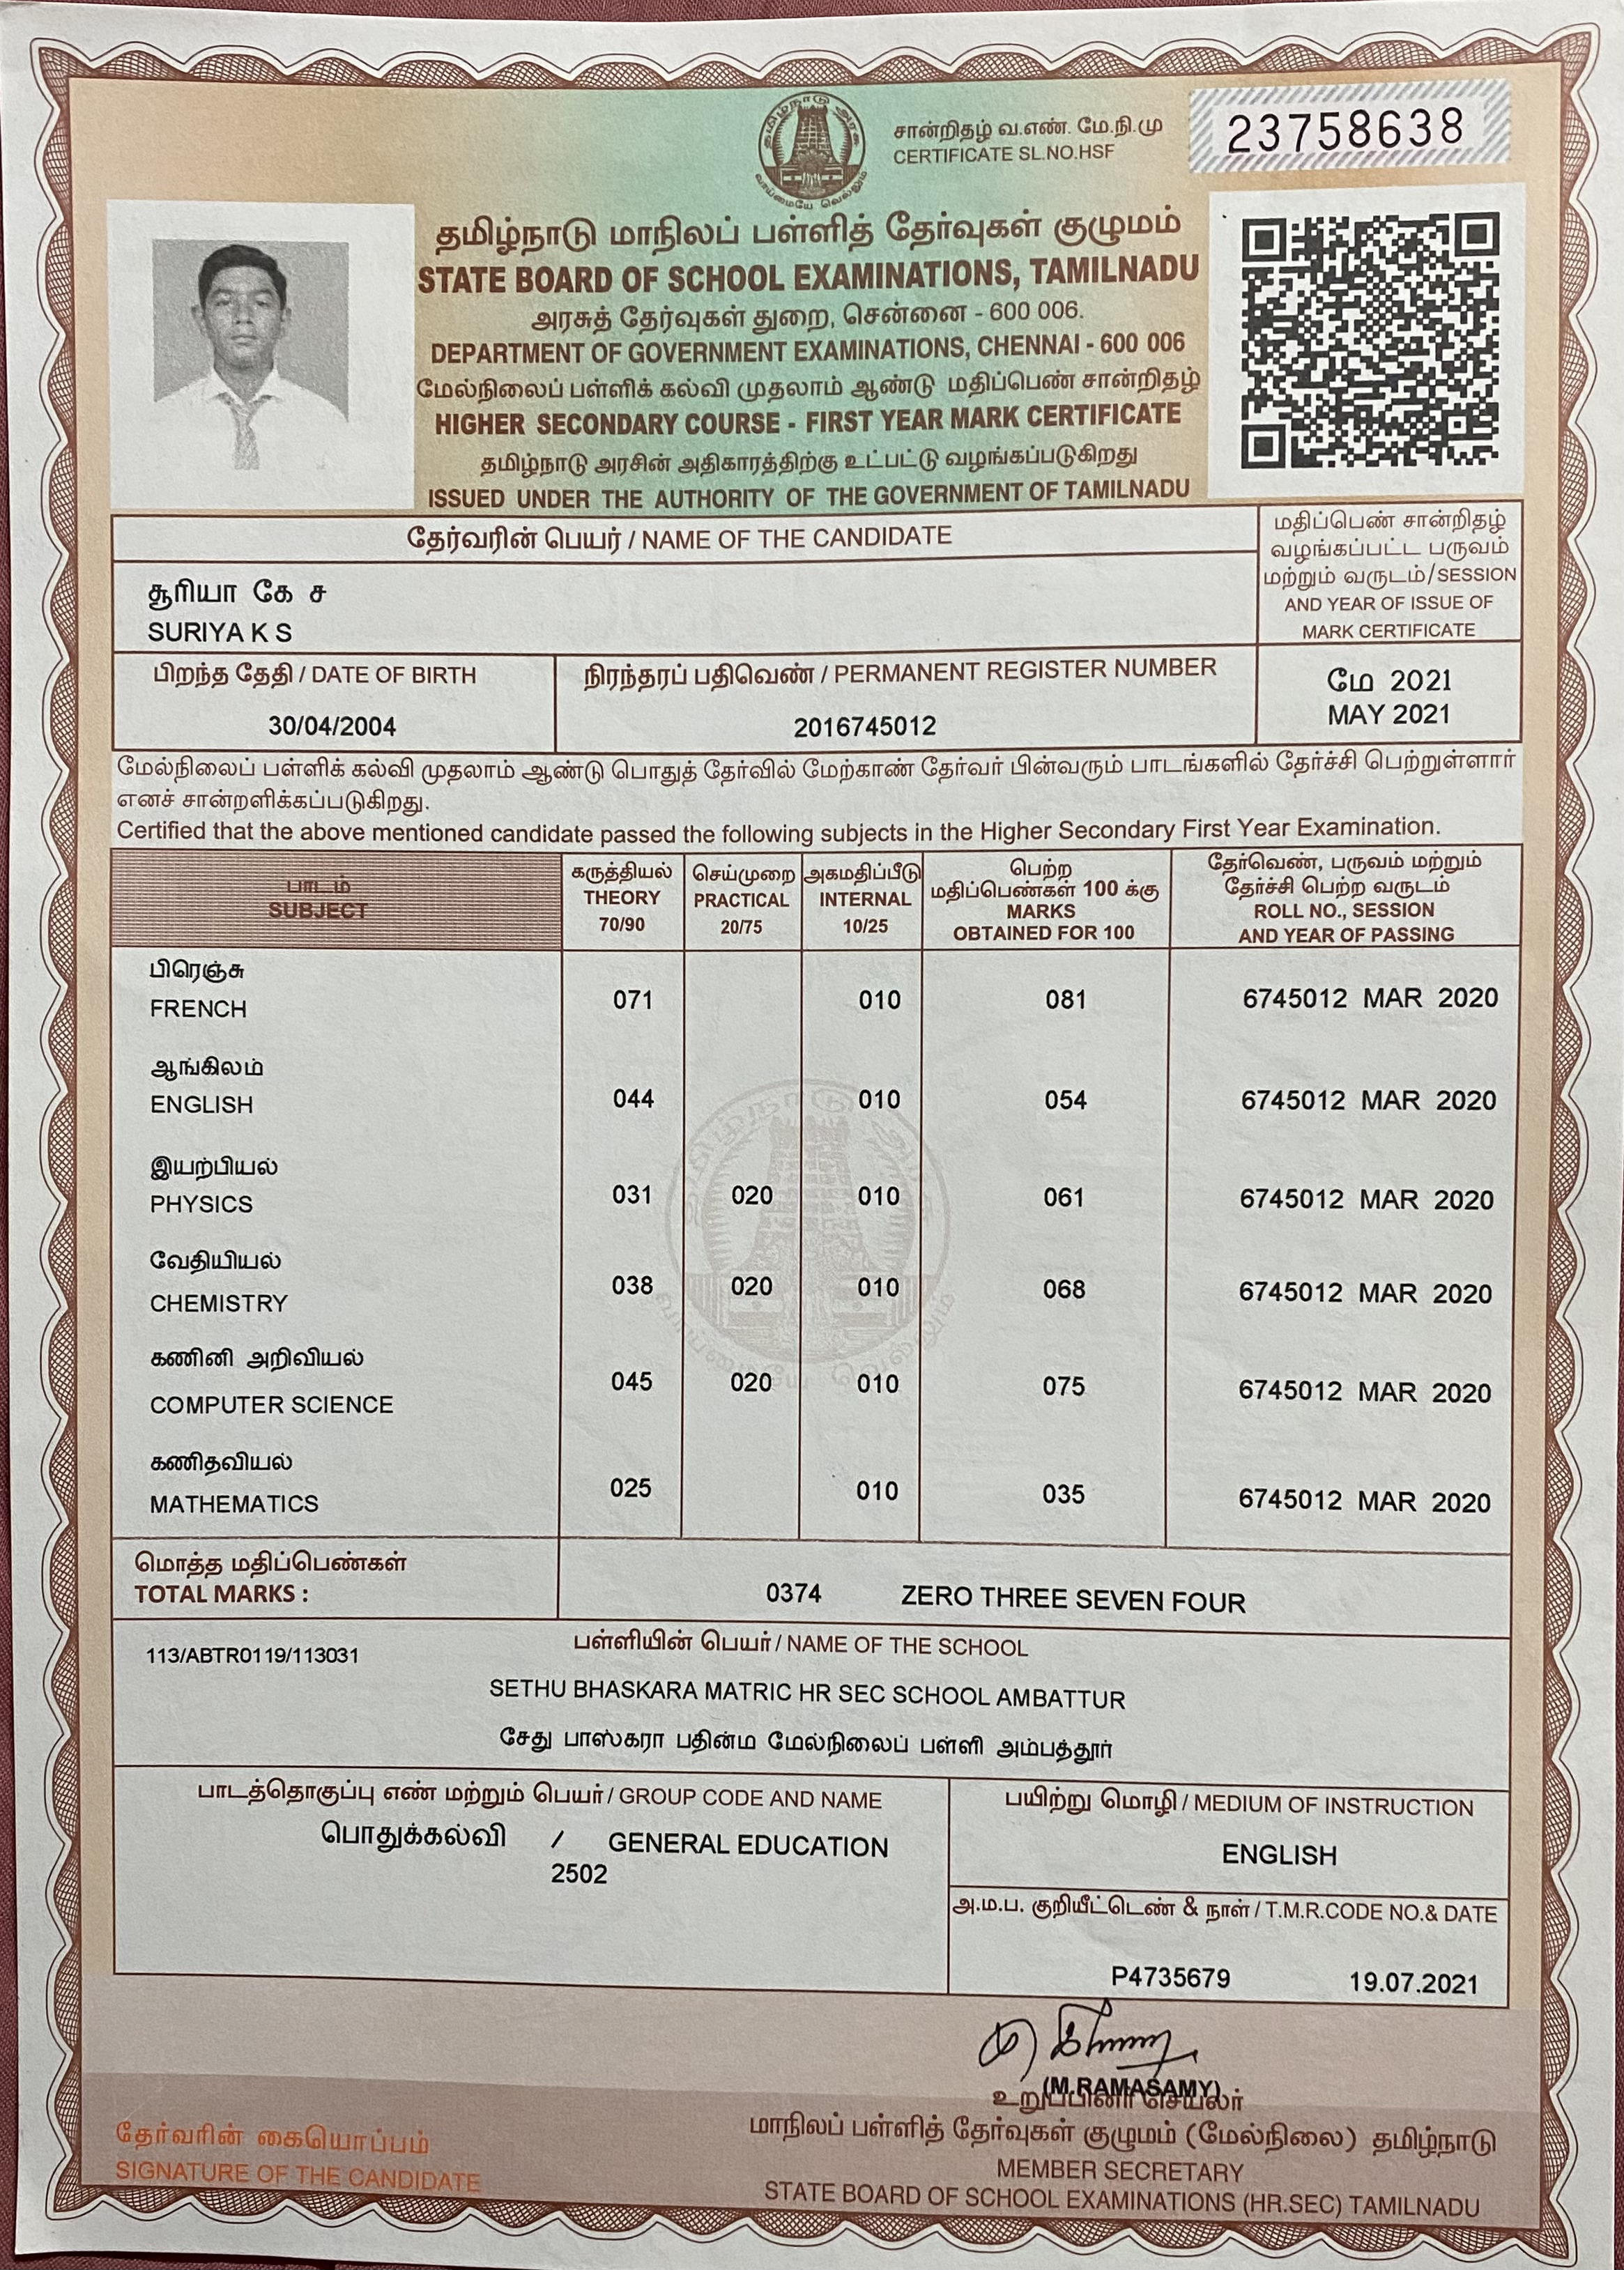 தமிழ்நாடு அரசு
வாய்மையே வெல்லும்
சான்றிதழ் வ.எண். மே.நி.மு
CERTIFICATE SL.NO.HSF
23758638
தமிழ்நாடு மாநிலப் பள்ளித் தேர்வுகள் குழுமம்
STATE BOARD OF SCHOOL EXAMINATIONS, TAMILNADU
அரசுத் தேர்வுகள் துறை, சென்னை - 600 006.
DEPARTMENT OF GOVERNMENT EXAMINATIONS, CHENNAI - 600 006
மேல்நிலைப் பள்ளிக் கல்வி முதலாம் ஆண்டு மதிப்பெண் சான்றிதழ்
HIGHER SECONDARY COURSE - FIRST YEAR MARK CERTIFICATE
தமிழ்நாடு அரசின் அதிகாரத்திற்கு உட்பட்டு வழங்கப்படுகிறது
ISSUED UNDER THE AUTHORITY OF THE GOVERNMENT OF TAMILNADU
தேர்வரின் பெயர் / NAME OF THE CANDIDATE
சூரியா கே ச
SURIYA K S
மதிப்பெண் சான்றிதழ்
வழங்கப்பட்ட பருவம்
மற்றும் வருடம்/SESSION
AND YEAR OF ISSUE OF
MARK CERTIFICATE
பிறந்த தேதி / DATE OF BIRTH
30/04/2004
நிரந்தரப் பதிவெண் / PERMANENT REGISTER NUMBER
2016745012
மே 2021
MAY 2021
மேல்நிலைப் பள்ளிக் கல்வி முதலாம் ஆண்டு பொதுத் தேர்வில் மேற்காண் தேர்வர் பின்வரும் பாடங்களில் தேர்ச்சி பெற்றுள்ளார்
எனச் சான்றளிக்கப்படுகிறது.
Certified that the above mentioned candidate passed the following subjects in the Higher Secondary First Year Examination.
பாடம்
SUBJECT
கருத்தியல்
THEORY
70/90
செய்முறை
PRACTICAL
20/75
அகமதிப்பீடு
INTERNAL
10/25
பெற்ற
மதிப்பெண்கள் 100 க்கு
MARKS
OBTAINED FOR 100
தேர்வெண், பருவம் மற்றும்
தேர்ச்சி பெற்ற வருடம்
ROLL NO., SESSION
AND YEAR OF PASSING
பிரெஞ்சு
FRENCH 071 010 081 6745012 MAR 2020
ஆங்கிலம்
ENGLISH 044 010 054 6745012 MAR 2020
இயற்பியல்
PHYSICS 031 020 010 061 6745012 MAR 2020
வேதியியல்
CHEMISTRY 038 020 010 068 6745012 MAR 2020
கணினி அறிவியல்
COMPUTER SCIENCE 045 020 010 075 6745012 MAR 2020
கணிதவியல்
MATHEMATICS 025 010 035 6745012 MAR 2020
மொத்த மதிப்பெண்கள்
TOTAL MARKS : 0374 ZERO THREE SEVEN FOUR
113/ABTR0119/113031
பள்ளியின் பெயர் / NAME OF THE SCHOOL
SETHU BHASKARA MATRIC HR SEC SCHOOL AMBATTUR
சேது பாஸ்கரா பதின்ம மேல்நிலைப் பள்ளி அம்பத்தூர்
பாடத்தொகுப்பு எண் மற்றும் பெயர் / GROUP CODE AND NAME
பொதுக்கல்வி / GENERAL EDUCATION
2502
பயிற்று மொழி / MEDIUM OF INSTRUCTION
ENGLISH
அ.ம.ப. குறியீட்டெண் & நாள் / T.M.R.CODE NO.& DATE
P4735679 19.07.2021
(M.RAMASAMY)
உறுப்பினர் செயலர்
மாநிலப் பள்ளித் தேர்வுகள் குழுமம் (மேல்நிலை) தமிழ்நாடு
MEMBER SECRETARY
STATE BOARD OF SCHOOL EXAMINATIONS (HR.SEC) TAMILNADU
தேர்வரின் கையொப்பம்
SIGNATURE OF THE CANDIDATE